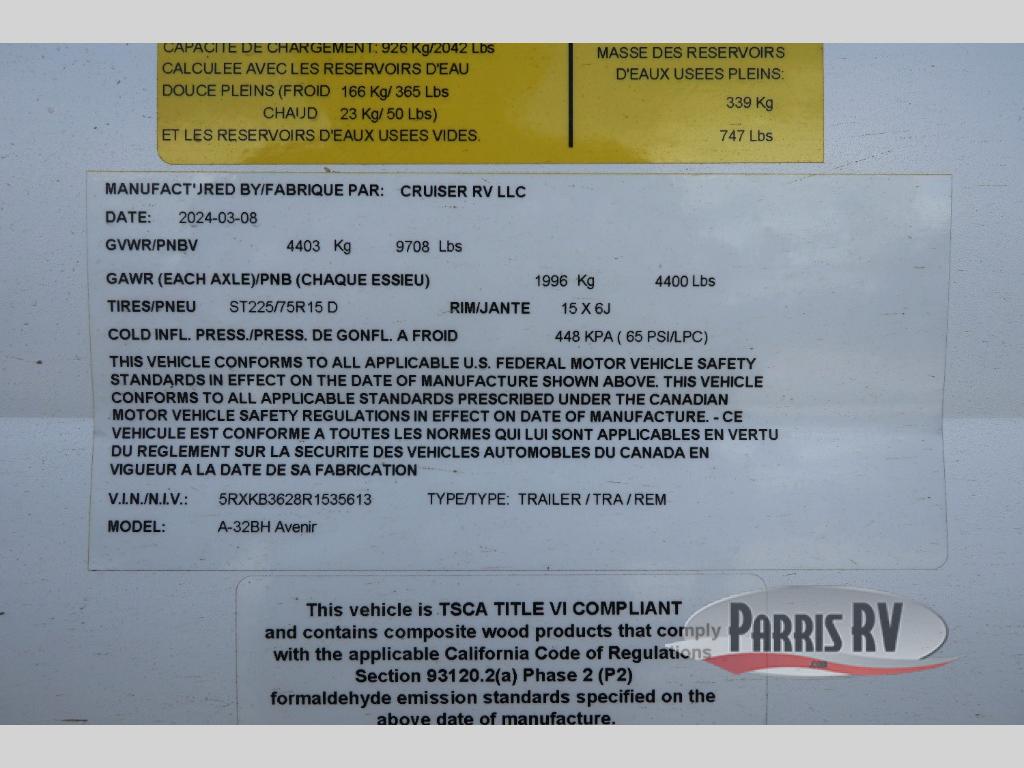 CAPACITE DE CHARGEMENT: 926 Kg/2042 Lbs
CALCULEE AVEC LES RESERVOIRS D'EAU
DOUCE PLEINS (FROID 166 Kg/ 365 Lbs
CHAUD 23 Kg/ 50 Lbs)
ET LES RESERVOIRS D'EAUX USEES VIDES.
MASSE DES RESERVOIRS
D'EAUX USEES PLEINS:
339 Kg
747 Lbs
MANUFACT'JRED BY/FABRIQUE PAR: CRUISER RV LLC
DATE: 2024-03-08
GVWR/PNBV 4403 Kg 9708 Lbs
GAWR (EACH AXLE)/PNB (CHAQUE ESSIEU) 1996 Kg 4400 Lbs
TIRES/PNEU ST225/75R15 D RIM/JANTE 15 X 6J
COLD INFL. PRESS./PRESS. DE GONFL. A FROID 448 KPA ( 65 PSI/LPC)
THIS VEHICLE CONFORMS TO ALL APPLICABLE U.S. FEDERAL MOTOR VEHICLE SAFETY
STANDARDS IN EFFECT ON THE DATE OF MANUFACTURE SHOWN ABOVE. THIS VEHICLE
CONFORMS TO ALL APPLICABLE STANDARDS PRESCRIBED UNDER THE CANADIAN
MOTOR VEHICLE SAFETY REGULATIONS IN EFFECT ON DATE OF MANUFACTURE. - CE
VEHICULE EST CONFORME A TOUTES LES NORMES QUI LUI SONT APPLICABLES EN VERTU
DU REGLEMENT SUR LA SECURITE DES VEHICLES AUTOMOBILES DU CANADA EN
VIGUEUR A LA DATE DE SA FABRICATION
V.I.N./N.I.V.: 5RXKB3628R1535613 TYPE/TYPE: TRAILER / TRA / REM
MODEL: A-32BH Avenir
This vehicle is TSCA TITLE VI COMPLIANT
and contains composite wood products that comply
with the applicable California Code of Regulations
Section 93120.2(a) Phase 2 (P2)
formaldehyde emission standards specified on the
above date of manufacture.
PARRIS RV
.com